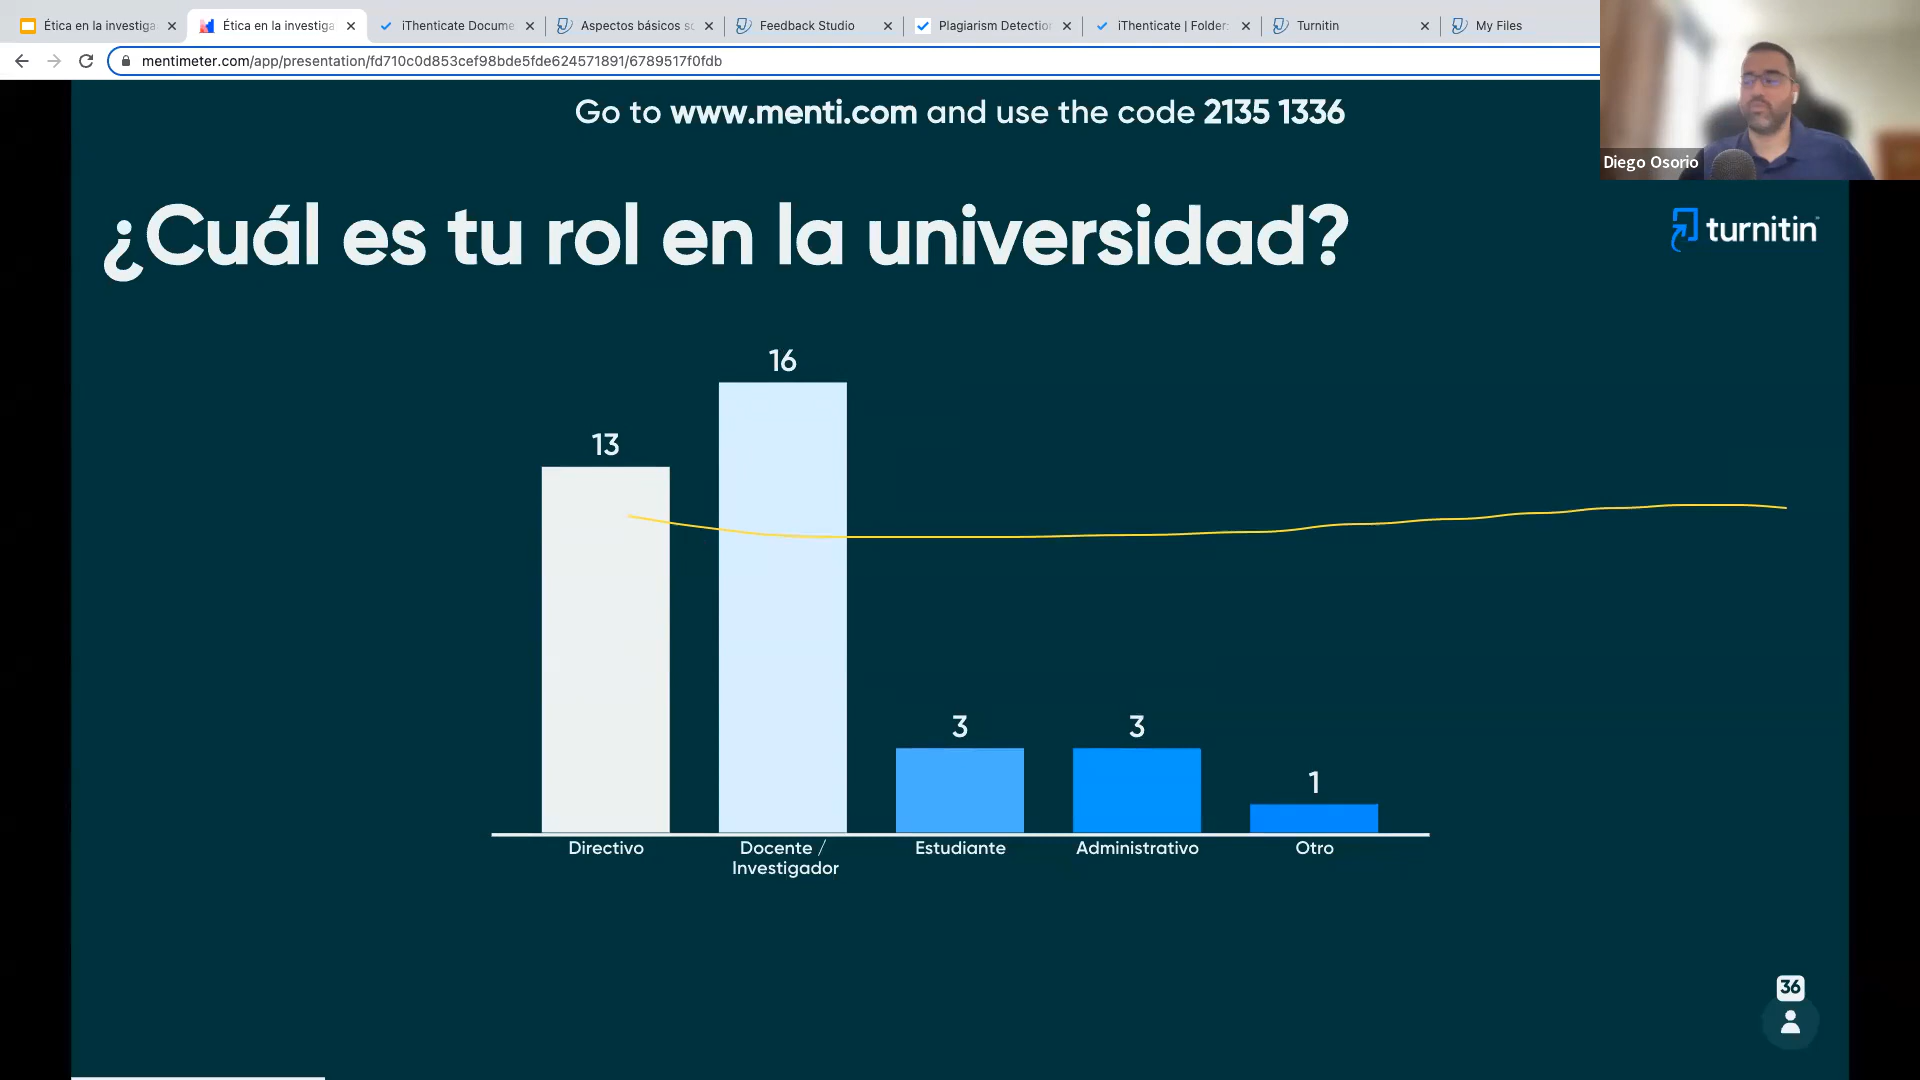 Ética en la investiga
Ética en la investiga
iThenticate Docume
Aspectos básicos so
Feedback Studio
Plagiarism Detectio
iThenticate | Folder:
Turnitin
My Files
mentimeter.com/app/presentation/fd710c0d853cef98bde5fde624571891/6789517f0fdb
Go to www.menti.com and use the code 2135 1336
Diego Osorio
¿Cuál es tu rol en la universidad?
turnitin
16
13
3
3
1
Directivo
Docente /
Investigador
Estudiante
Administrativo
Otro
36